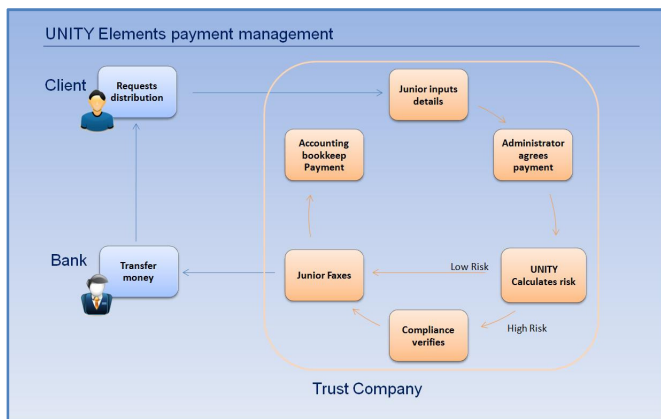 UNITY Elements payment management
Client
Requests
distribution
Junior inputs
details
Accounting
bookkeep
Payment
Administrator
agrees
payment
Bank
Transfer
money
Junior Faxes
Low Risk
UNITY
Calculates risk
High Risk
Compliance
verifies
Trust Company